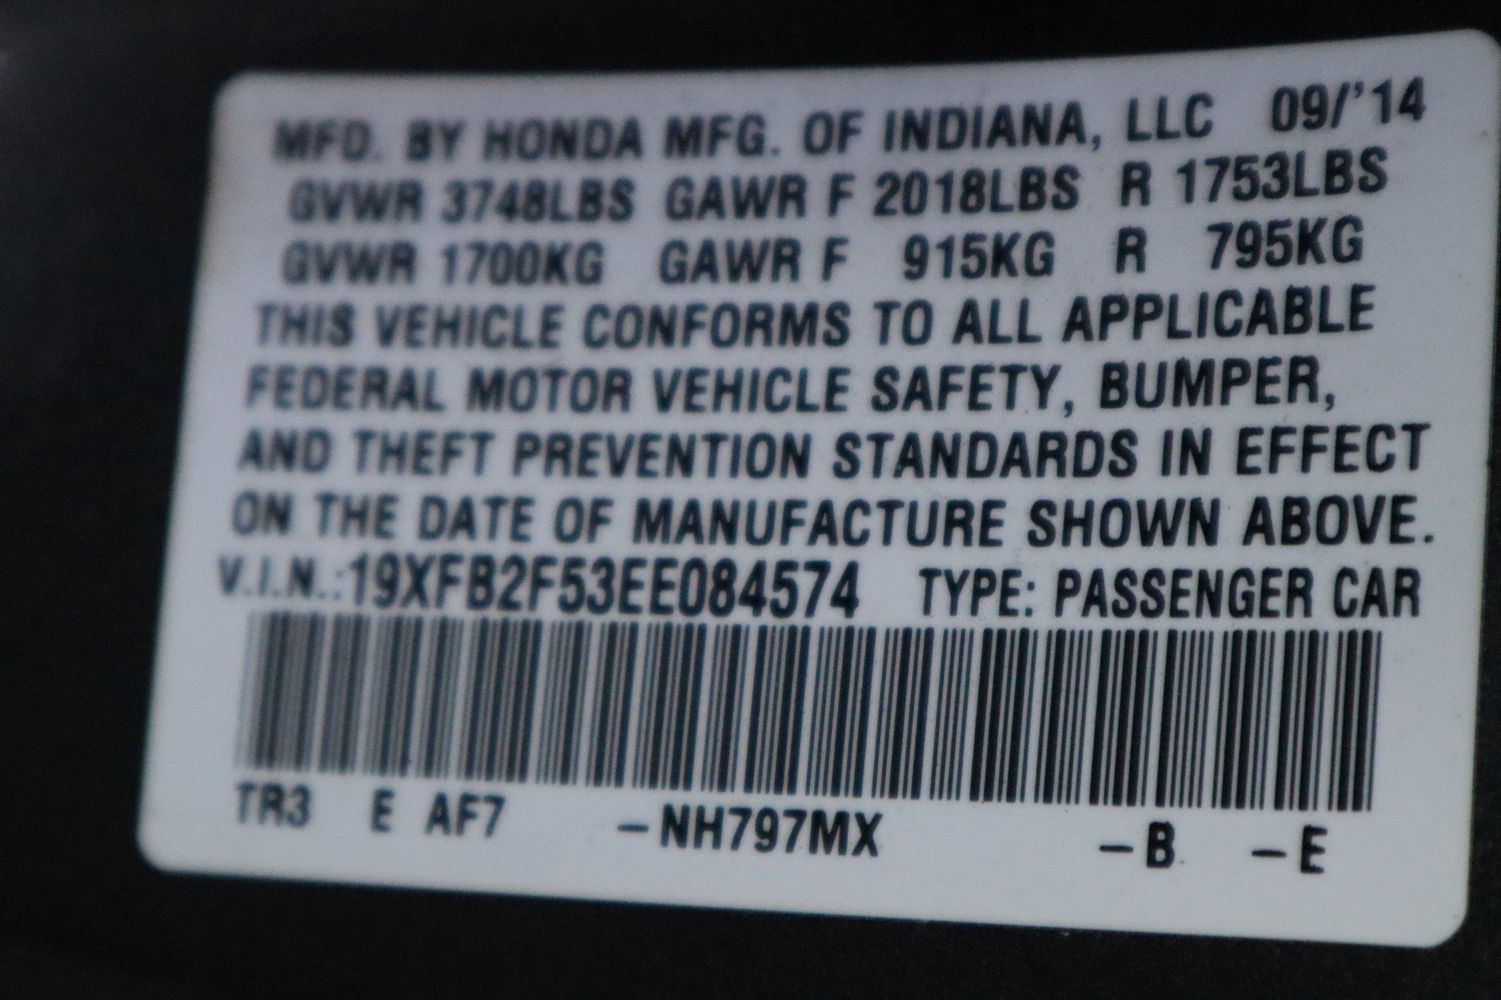 MFD. BY HONDA MFG. OF INDIANA, LLC 09/'14
GVWR 3748LBS GAWR F 2018LBS R 1753LBS
GVWR 1700KG GAWR F 915KG R 795KG
THIS VEHICLE CONFORMS TO ALL APPLICABLE
FEDERAL MOTOR VEHICLE SAFETY, BUMPER,
AND THEFT PREVENTION STANDARDS IN EFFECT
ON THE DATE OF MANUFACTURE SHOWN ABOVE.
V.I.N.:19XFB2F53EE084574 TYPE: PASSENGER CAR
TR3 E AF7 -NH797MX -B -E